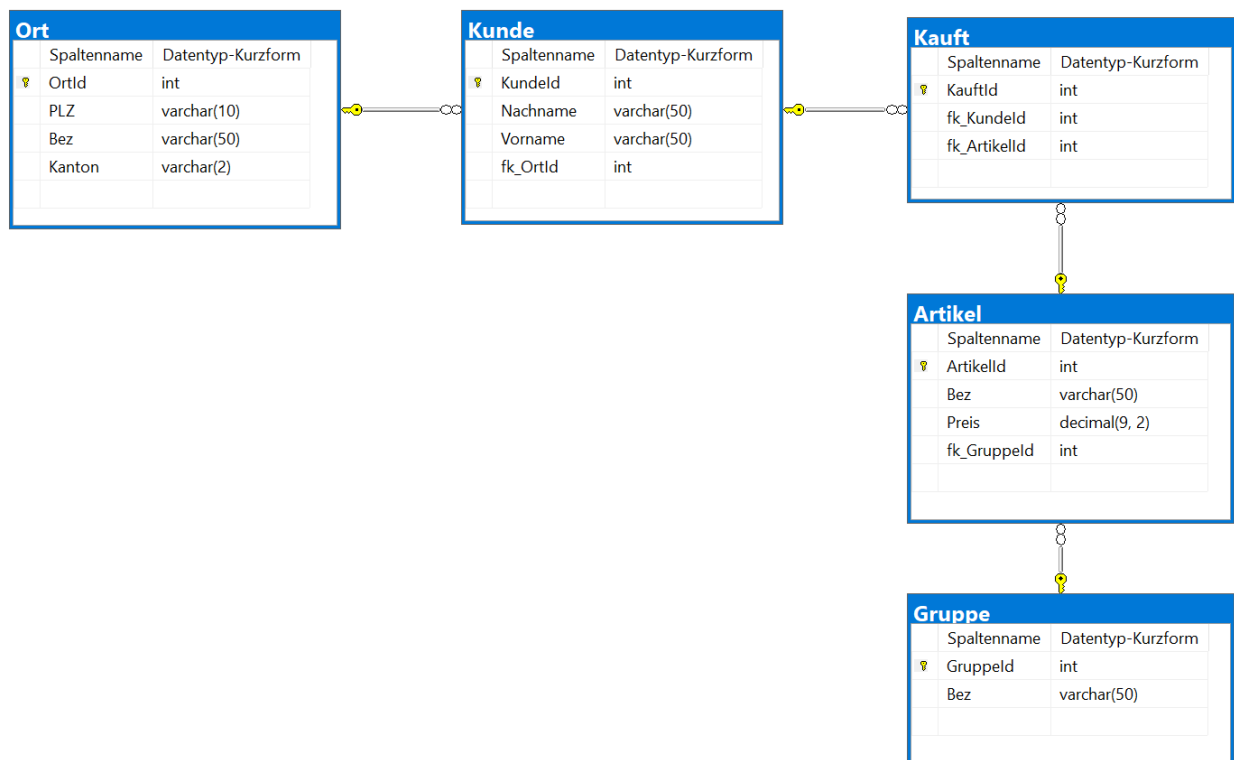 Ort
Spaltenname Datentyp-Kurzform
OrtId int
PLZ varchar(10)
Bez varchar(50)
Kanton varchar(2)
Kunde
Spaltenname Datentyp-Kurzform
KundeId int
Nachname varchar(50)
Vorname varchar(50)
fk_OrtId int
Kauft
Spaltenname Datentyp-Kurzform
KauftId int
fk_KundeId int
fk_ArtikelId int
Artikel
Spaltenname Datentyp-Kurzform
ArtikelId int
Bez varchar(50)
Preis decimal(9, 2)
fk_GruppeId int
Gruppe
Spaltenname Datentyp-Kurzform
GruppeId int
Bez varchar(50)